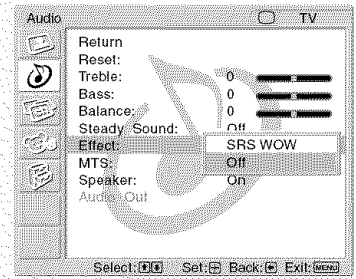 Audio TV
Return
Reset:
Treble: 0
Bass: 0
Balance: 0
Steady Sound: Off
Effect: SRS WOW
MTS: Off
Speaker: On
Audio Out
Select: Set: Back: Exit: MENU